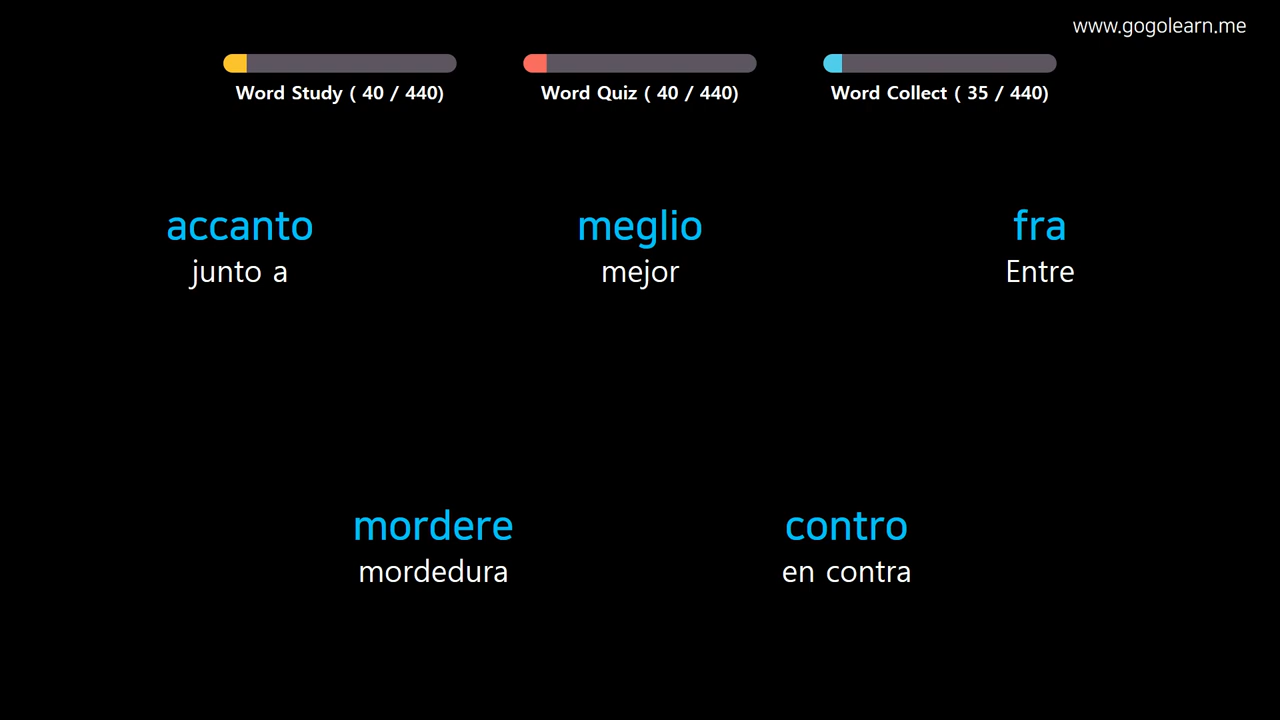 www.gogolearn.me
Word Study ( 40 / 440)
Word Quiz ( 40 / 440)
Word Collect ( 35 / 440)
accanto
junto a
meglio
mejor
fra
Entre
mordere
mordedura
contro
en contra